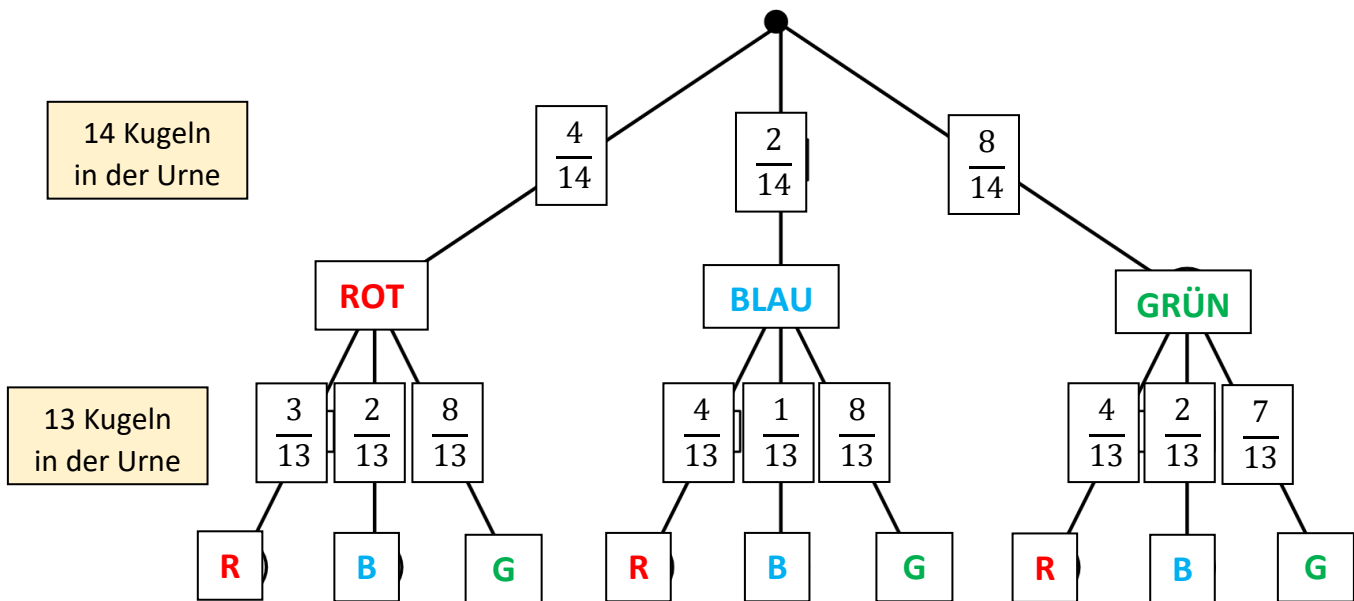 14 Kugeln
in der Urne
4/14
2/14
8/14
ROT
BLAU
GRÜN
13 Kugeln
in der Urne
3/13
2/13
8/13
4/13
1/13
8/13
4/13
2/13
7/13
R
B
G
R
B
G
R
B
G